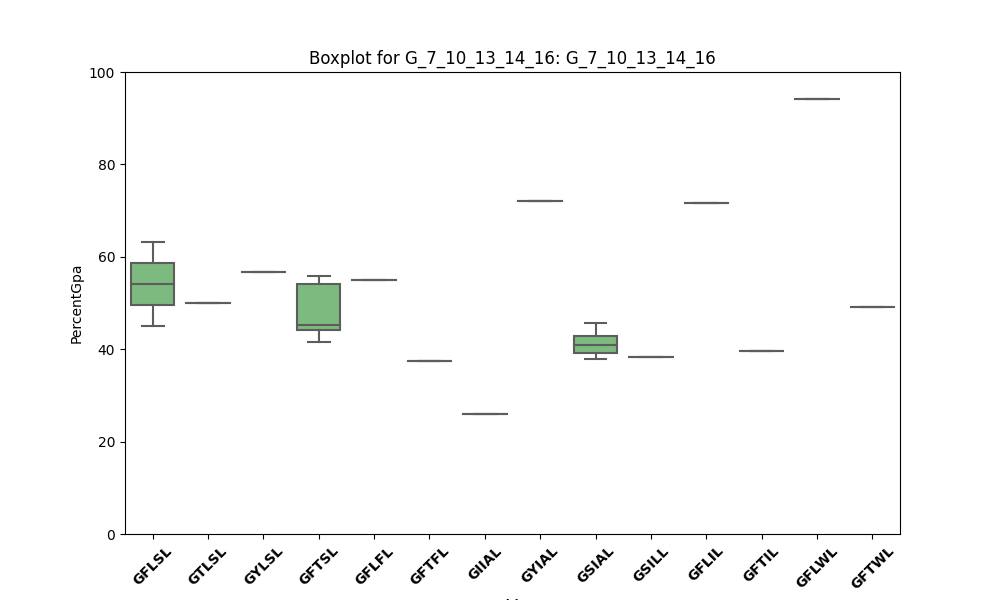 Boxplot for G_7_10_13_14_16: G_7_10_13_14_16
100
80
60
40
20
0
PercentGpa
GFLSL
GTLSL
GYLSL
GFTSL
GFLFL
GFTFL
GIIAL
GYIAL
GSIAL
GSILL
GFLIL
GFTIL
GFLWL
GFTWL